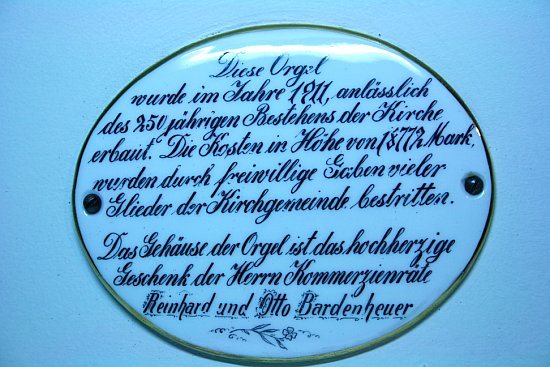 Diese Orgel
wurde im Jahre 1911, anlässlich
des 250 jährigen Bestehens der Kirche
erbaut. Die Kosten in Höhe von 18772 Mark,
wurden durch freiwillige Gaben vieler
Glieder der Kirchgemeinde bestritten.
Das Gehäuse der Orgel ist das hochherzige
Geschenk der Herrn Kommerzienräte
Reinhard und Otto Bardenheuer